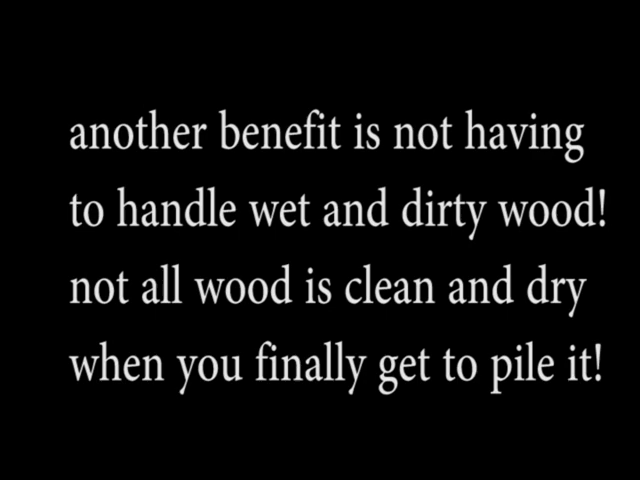 another benefit is not having
to handle wet and dirty wood!
not all wood is clean and dry
when you finally get to pile it!